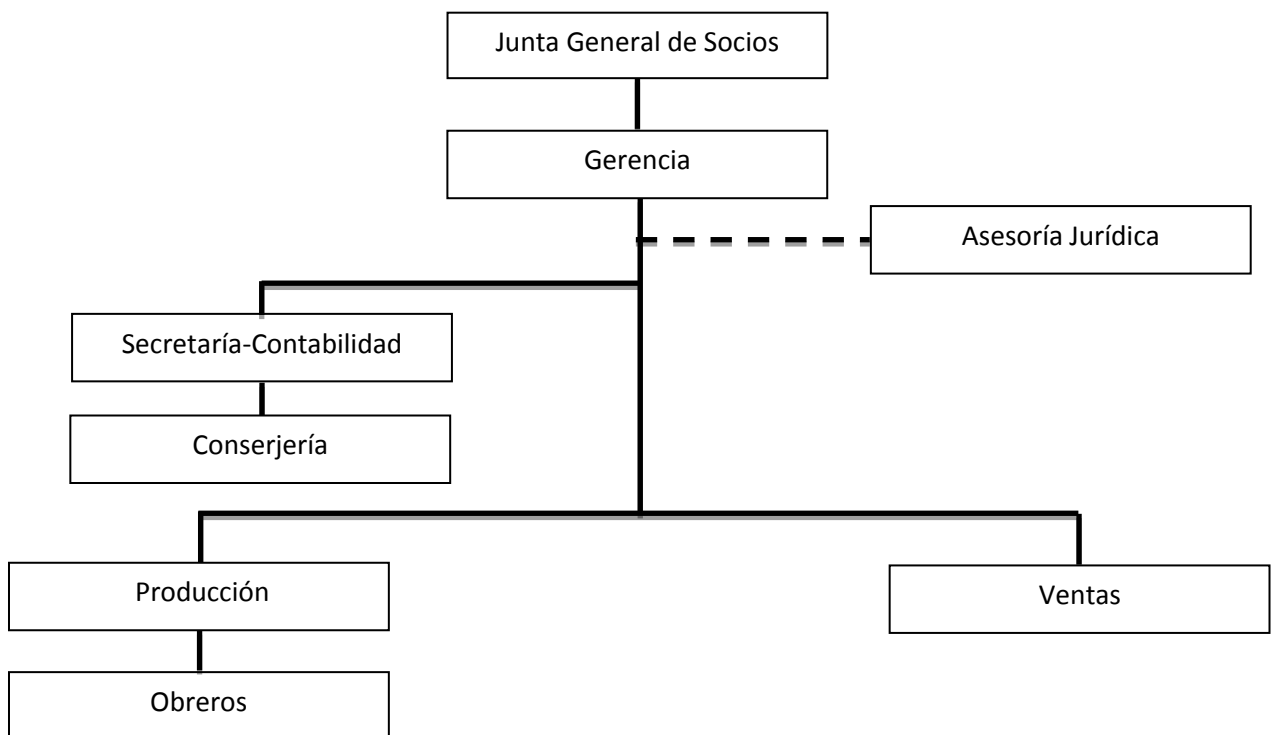 Junta General de Socios
Gerencia
Asesoría Jurídica
Secretaría-Contabilidad
Conserjería
Producción
Ventas
Obreros